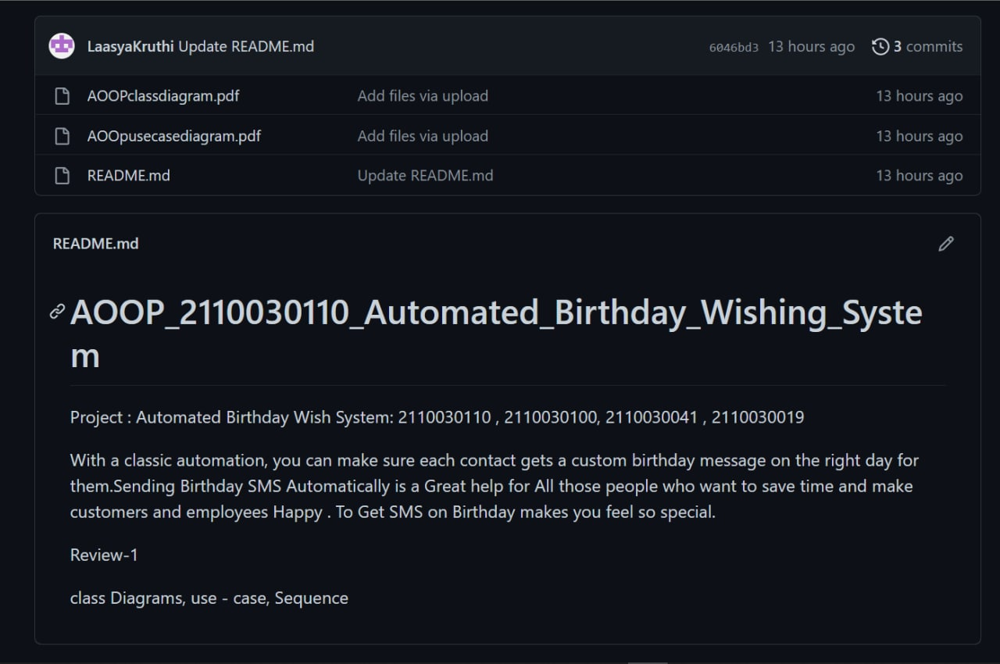 LaasyaKruthi Update README.md 6046bd3 13 hours ago 3 commits
AOOPclassdiagram.pdf Add files via upload 13 hours ago
AOOpusecasediagram.pdf Add files via upload 13 hours ago
README.md Update README.md 13 hours ago
README.md
AOOP_2110030110_Automated_Birthday_Wishing_Syste
m
Project : Automated Birthday Wish System: 2110030110 , 2110030100, 2110030041 , 2110030019
With a classic automation, you can make sure each contact gets a custom birthday message on the right day for
them.Sending Birthday SMS Automatically is a Great help for All those people who want to save time and make
customers and employees Happy . To Get SMS on Birthday makes you feel so special.
Review-1
class Diagrams, use - case, Sequence